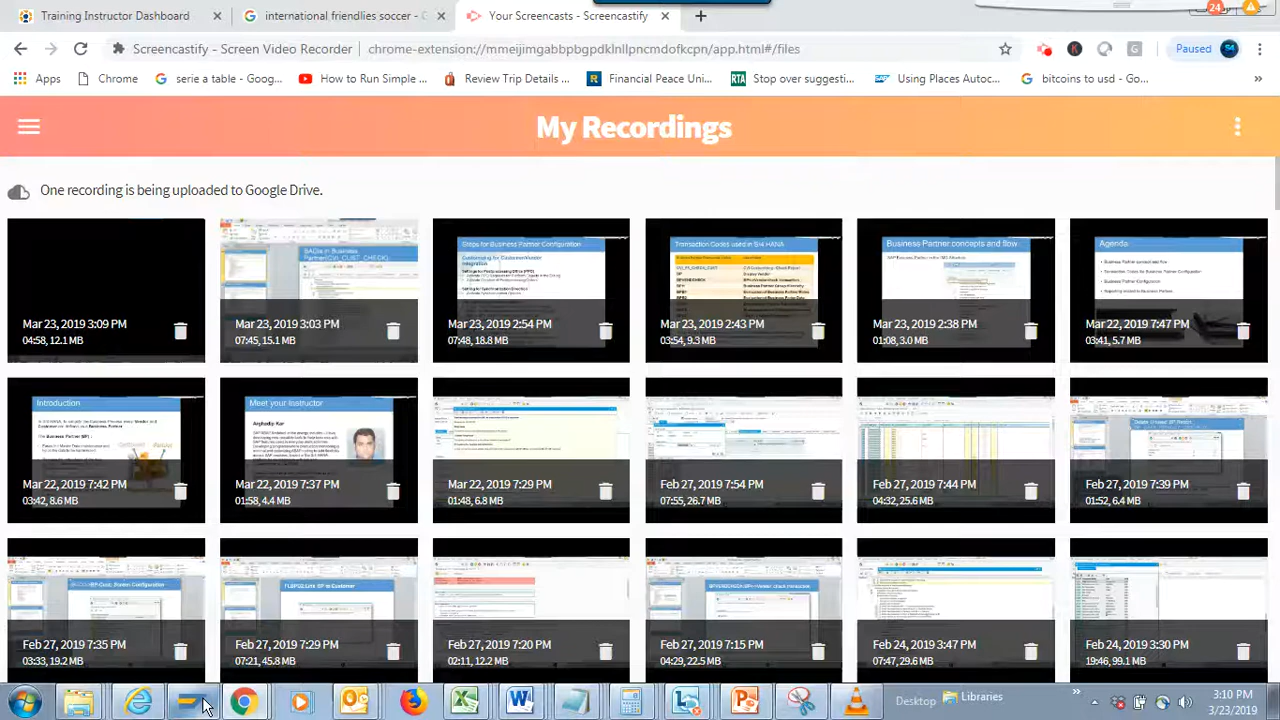 Training Instructor Dashboard
international friendlies soccer - G
Your Screencasts - Screencastify
24
Screencastify - Screen Video Recorder
chrome-extension://mmeijimgabbpbgpdklnllpncmdofkcpn/app.html#/files
Paused
Apps
Chrome
serie a table - Goog...
How to Run Simple ...
Review Trip Details ...
Financial Peace Uni...
RTA
Stop over suggesti...
SAP
Using Places Autoc...
bitcoins to usd - Go...
»
My Recordings
One recording is being uploaded to Google Drive.
Steps for Business Partner Configuration
Transaction Codes used in S/4 HANA
Business Partner concepts and flow
Agenda
Mar 23, 2019 3:09 PM
04:58, 12.1 MB
Mar 23, 2019 3:03 PM
07:45, 15.1 MB
Mar 23, 2019 2:54 PM
07:48, 18.8 MB
Mar 23, 2019 2:43 PM
03:54, 9.3 MB
Mar 23, 2019 2:38 PM
01:08, 3.0 MB
Mar 22, 2019 7:47 PM
03:41, 5.7 MB
Introduction
Meet your Instructor
Mar 22, 2019 7:42 PM
03:42, 8.6 MB
Mar 22, 2019 7:37 PM
01:58, 4.4 MB
Mar 22, 2019 7:29 PM
01:48, 6.8 MB
Feb 27, 2019 7:54 PM
07:55, 26.7 MB
Feb 27, 2019 7:44 PM
04:32, 25.6 MB
Feb 27, 2019 7:39 PM
01:52, 6.4 MB
Feb 27, 2019 7:35 PM
03:33, 19.2 MB
Feb 27, 2019 7:29 PM
07:21, 45.8 MB
Feb 27, 2019 7:20 PM
02:11, 12.2 MB
Feb 27, 2019 7:15 PM
04:29, 22.5 MB
Feb 24, 2019 3:47 PM
07:47, 29.6 MB
Feb 24, 2019 3:30 PM
19:46, 99.1 MB
Desktop
Libraries
»
3:10 PM
3/23/2019